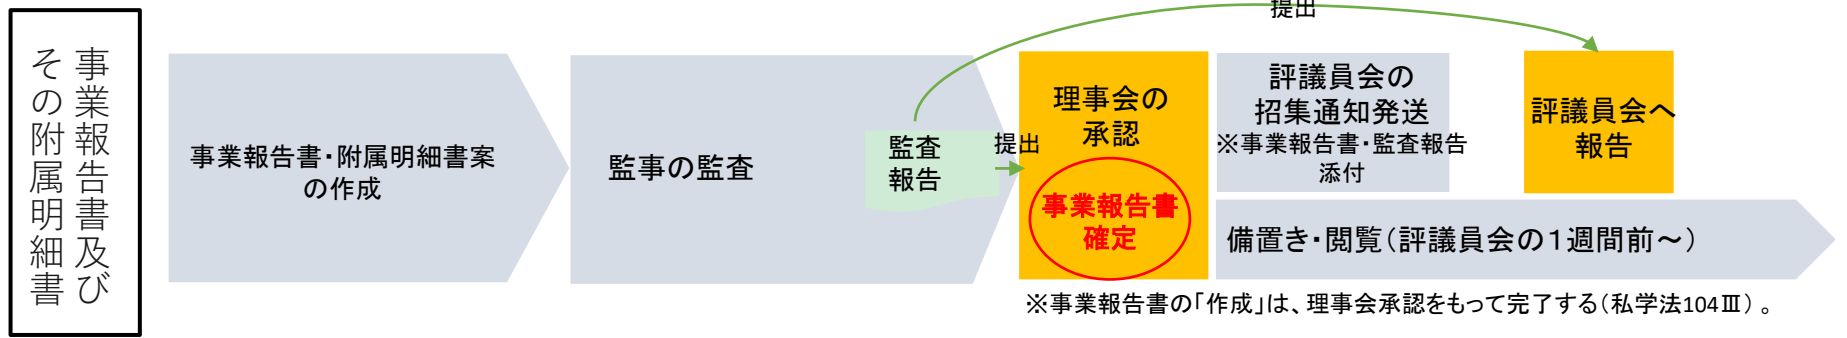 事業報告書及び
その附属明細書
事業報告書・附属明細書案
の作成
監事の監査
監査
報告
提出
提出
理事会の
承認
事業報告書
確定
評議員会の
招集通知発送
※事業報告書・監査報告
添付
評議員会へ
報告
備置き・閲覧(評議員会の１週間前～)
※事業報告書の「作成」は、理事会承認をもって完了する(私学法104Ⅲ)。